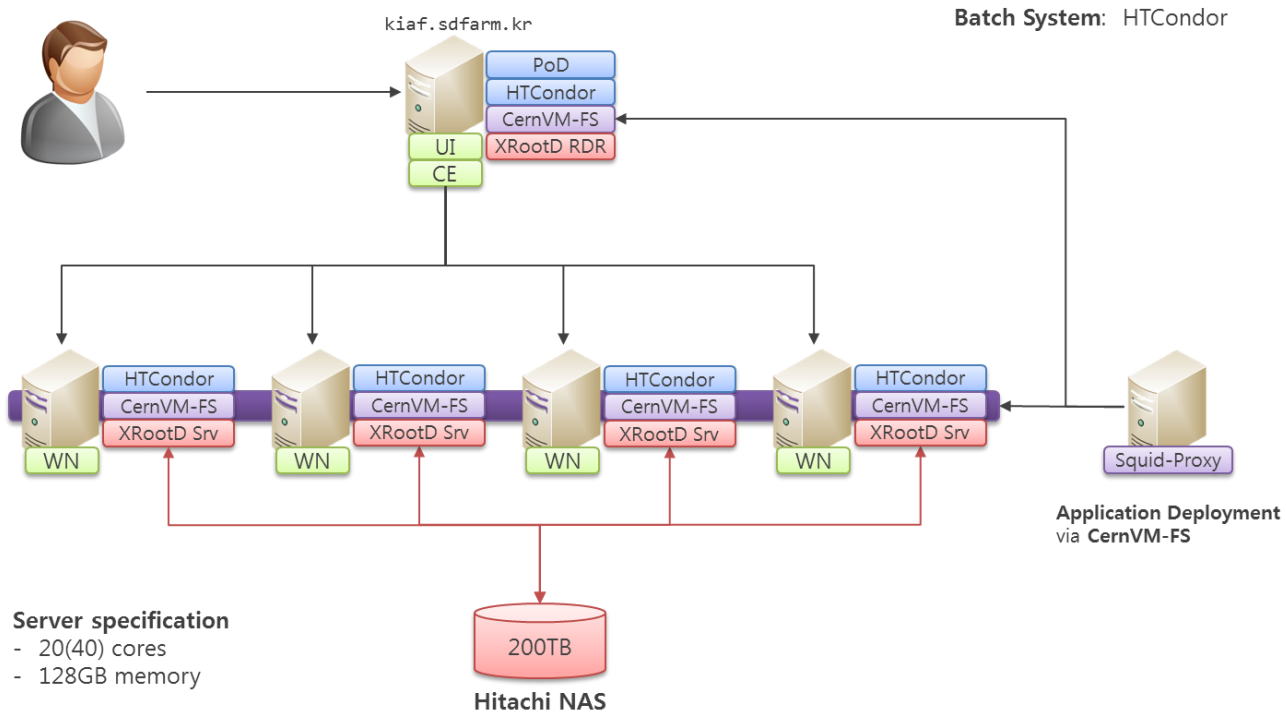 kiaf.sdfarm.kr
Batch System: HTCondor
PoD
HTCondor
CernVM-FS
XRootD RDR
UI
CE
HTCondor
CernVM-FS
XRootD Srv
WN
HTCondor
CernVM-FS
XRootD Srv
WN
HTCondor
CernVM-FS
XRootD Srv
WN
HTCondor
CernVM-FS
XRootD Srv
WN
Squid-Proxy
Application Deployment
via CernVM-FS
Server specification
- 20(40) cores
- 128GB memory
200TB
Hitachi NAS